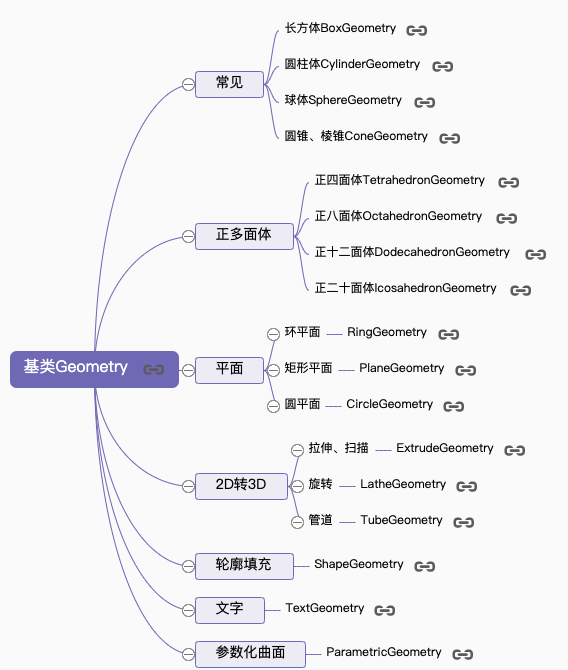 基类Geometry
常见
长方体BoxGeometry
圆柱体CylinderGeometry
球体SphereGeometry
圆锥、棱锥ConeGeometry
正多面体
正四面体TetrahedronGeometry
正八面体OctahedronGeometry
正十二面体DodecahedronGeometry
正二十面体IcosahedronGeometry
平面
环平面 RingGeometry
矩形平面 PlaneGeometry
圆平面 CircleGeometry
2D转3D
拉伸、扫描 ExtrudeGeometry
旋转 LatheGeometry
管道 TubeGeometry
轮廓填充 ShapeGeometry
文字 TextGeometry
参数化曲面 ParametricGeometry